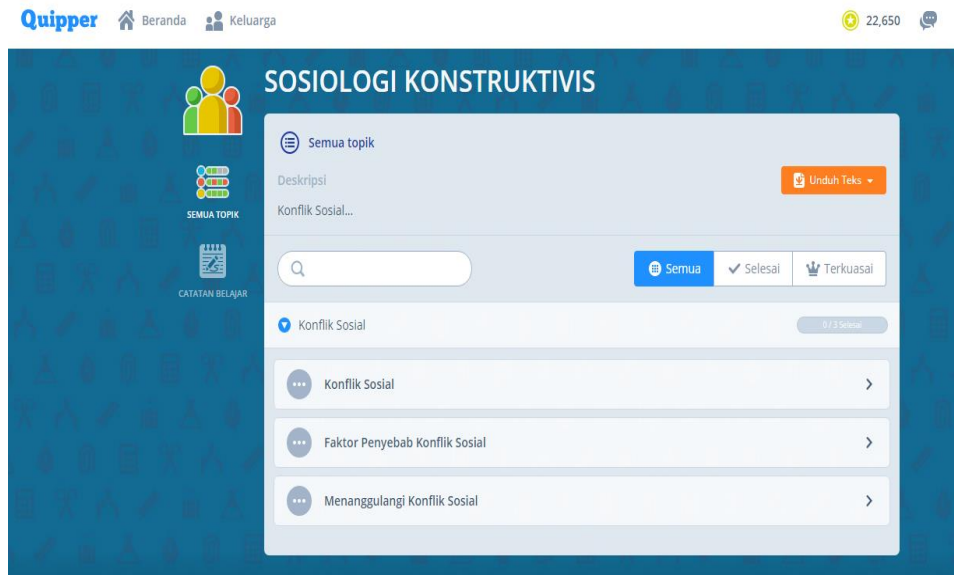 Quipper Beranda Keluarga 22,650
SOSIOLOGI KONSTRUKTIVIS
Semua topik
Deskripsi
Unduh Teks
Konflik Sosial...
SEMUA TOPIK
Semua Selesai Terkuasai
CATATAN BELAJAR
Konflik Sosial 0 / 3 Selesai
Konflik Sosial
Faktor Penyebab Konflik Sosial
Menanggulangi Konflik Sosial